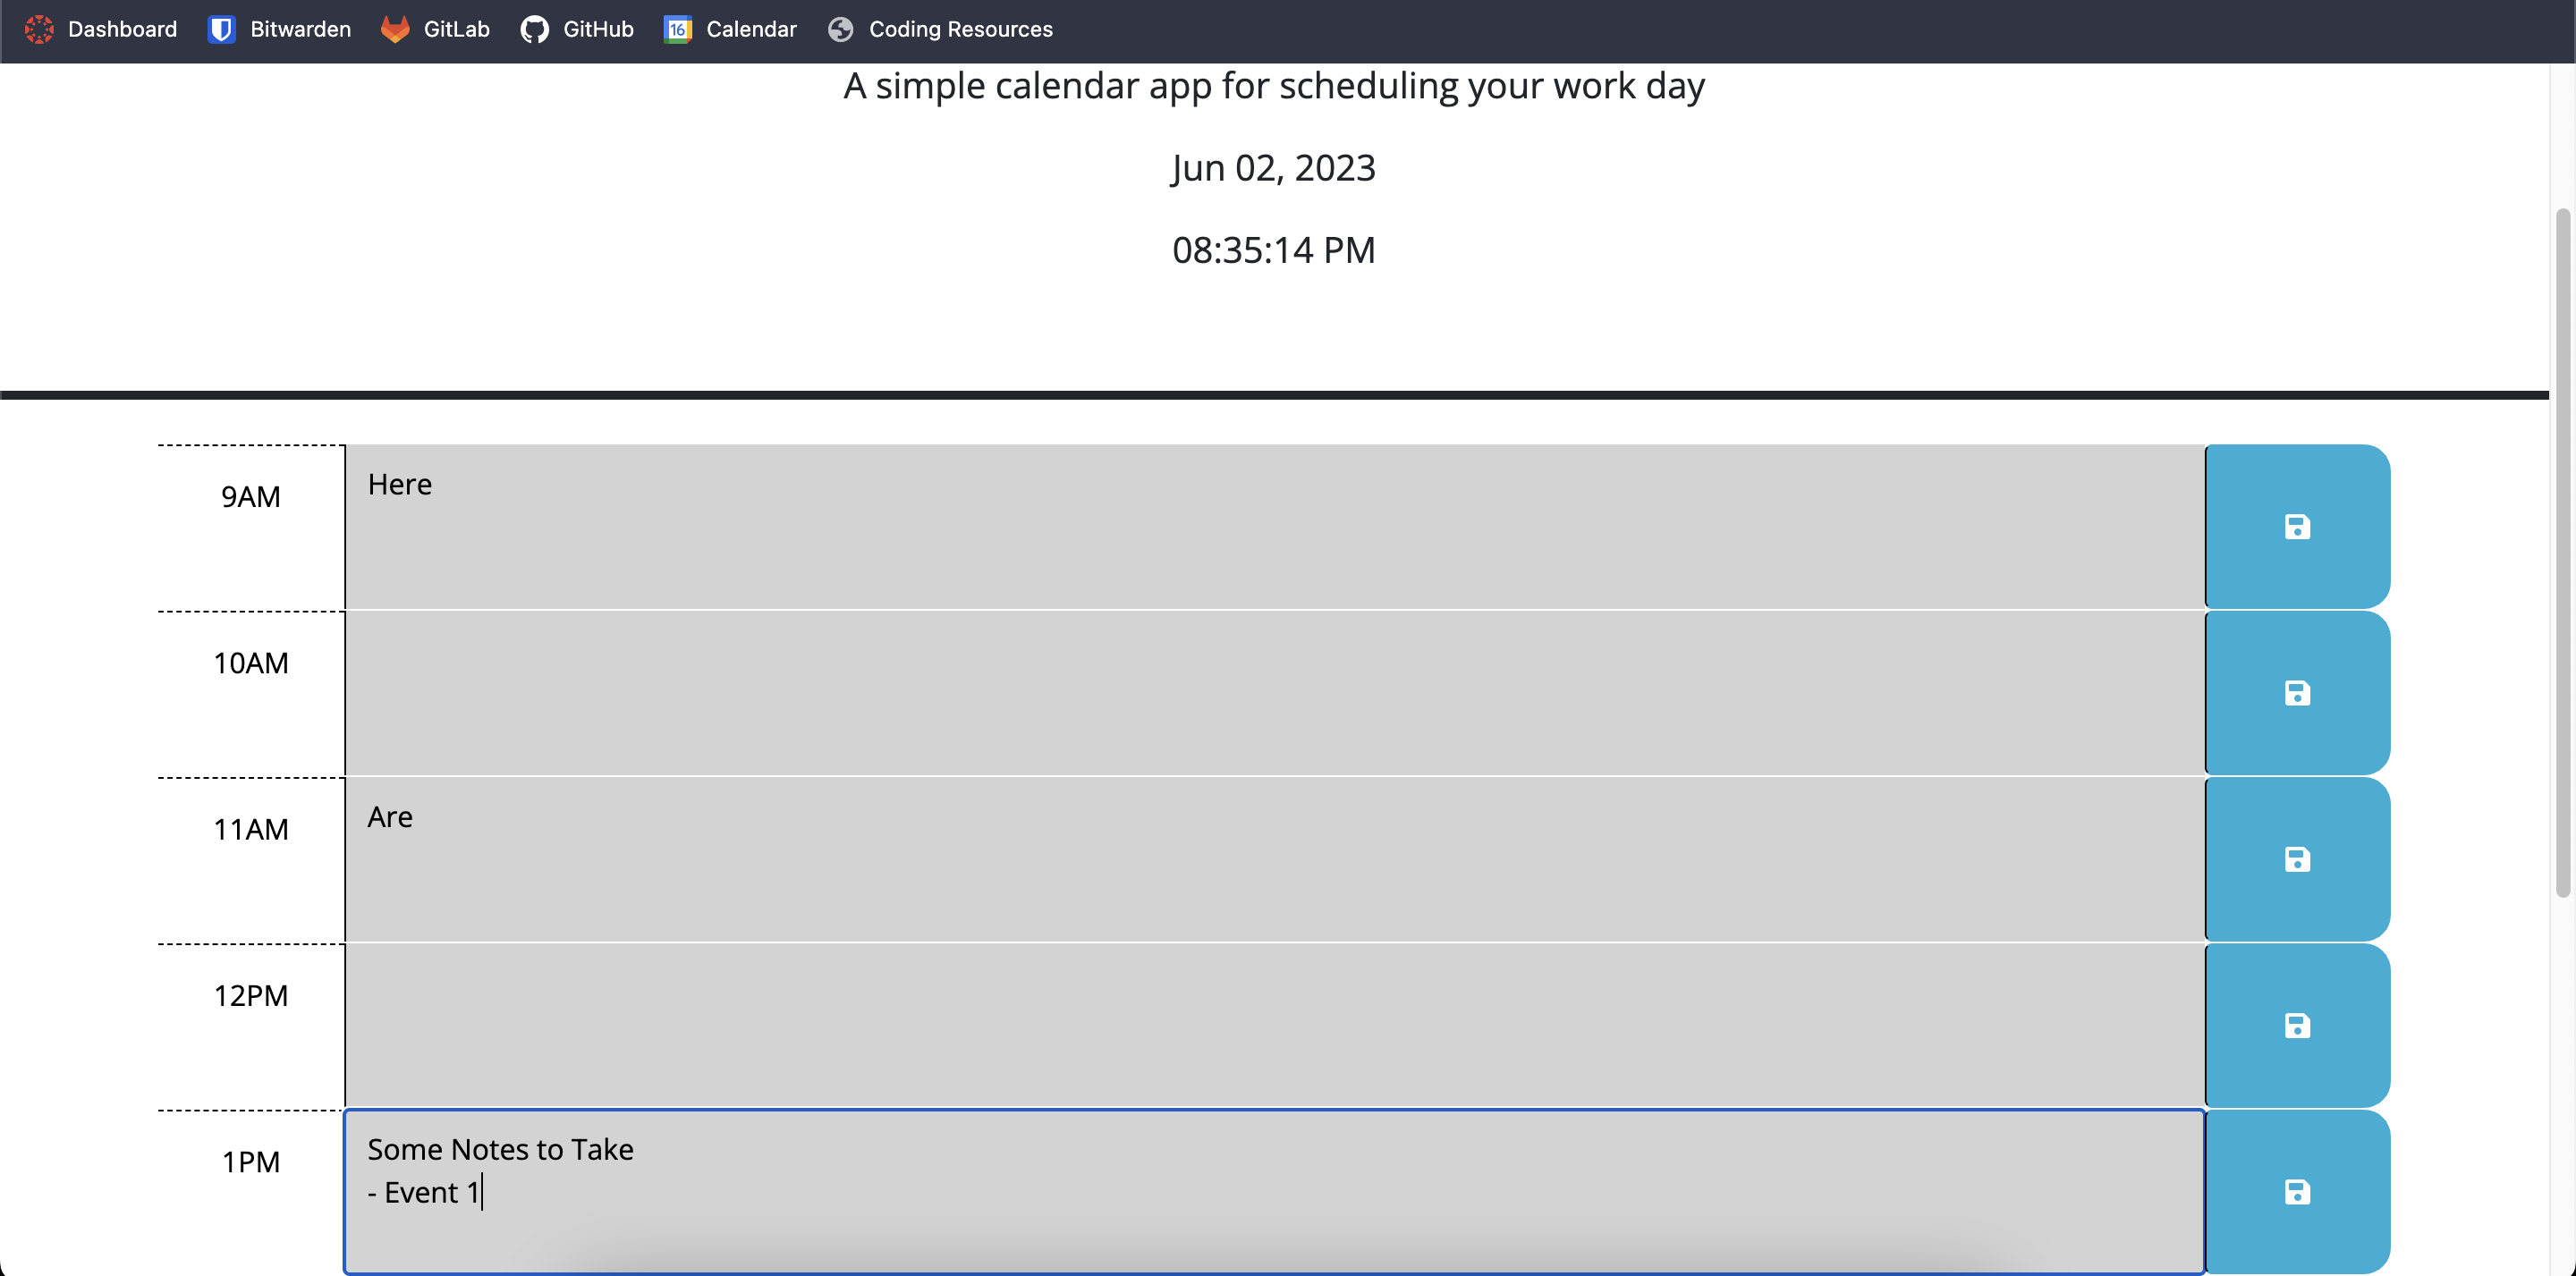 Dashboard Bitwarden GitLab GitHub 16 Calendar Coding Resources
A simple calendar app for scheduling your work day
Jun 02, 2023
08:35:14 PM
9AM Here
10AM
11AM Are
12PM
1PM Some Notes to Take
- Event 1